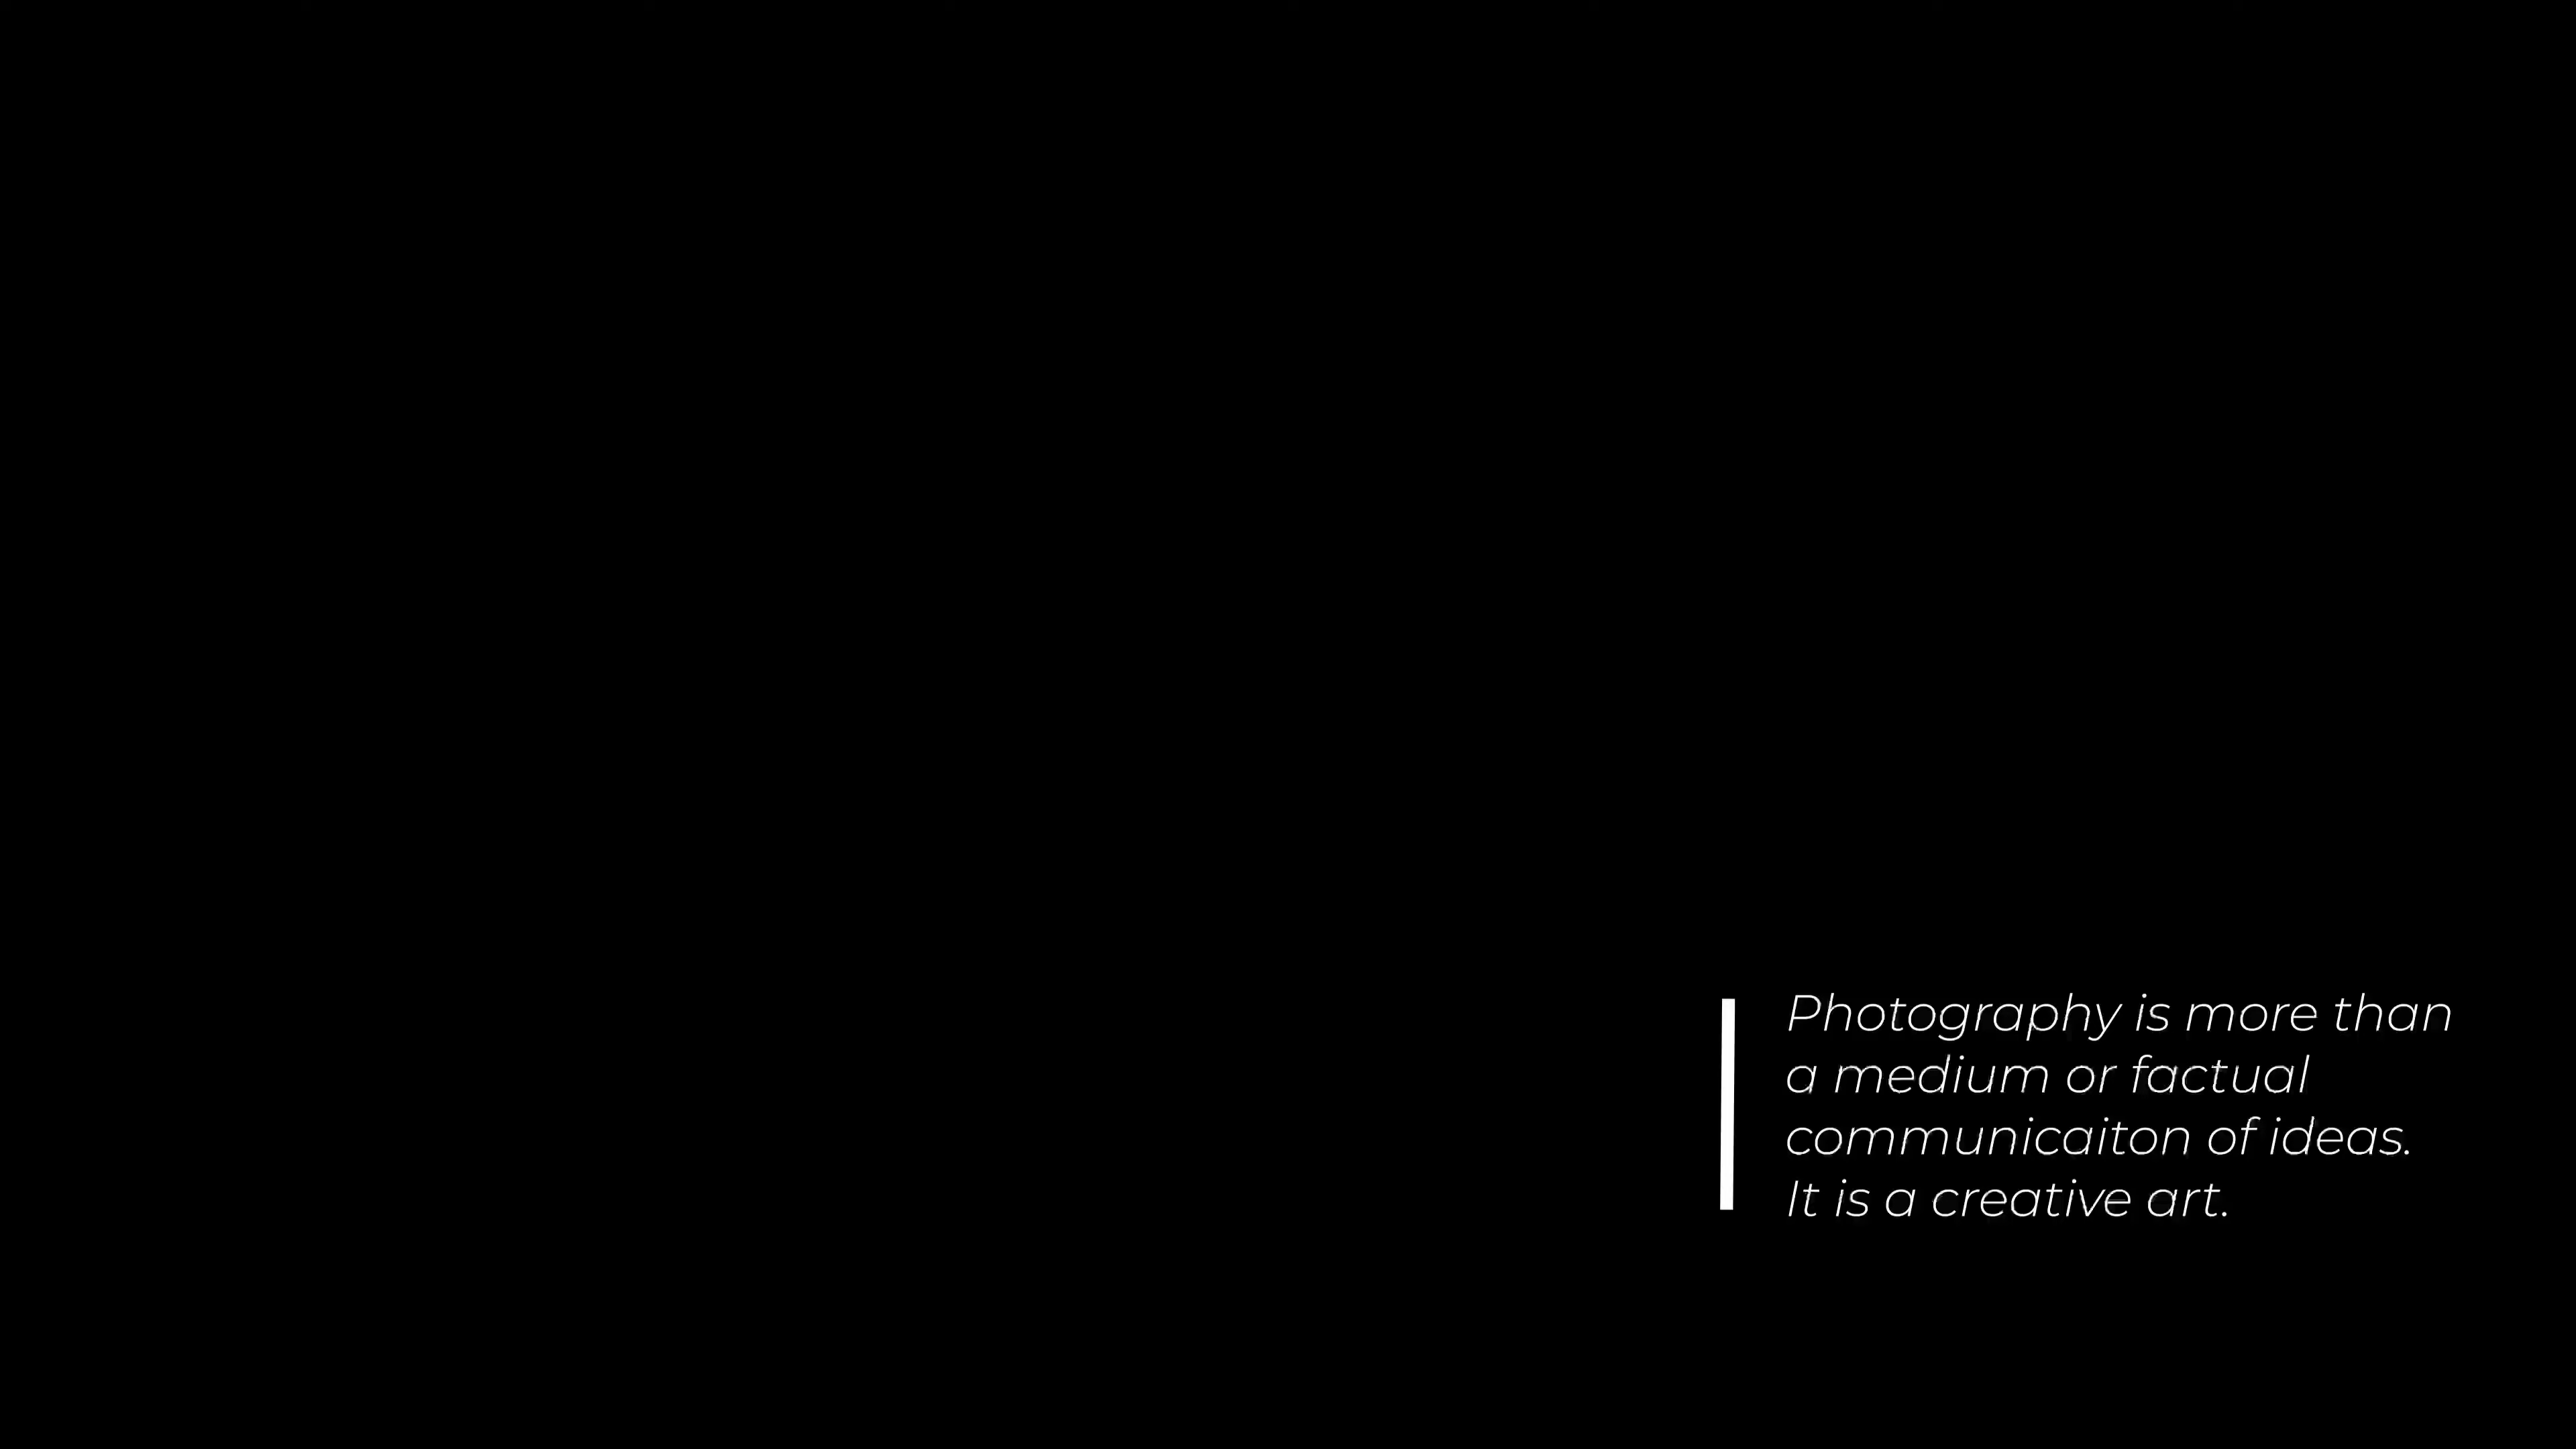 Photography is more than
a medium or factual
communicaiton of ideas.
It is a creative art.